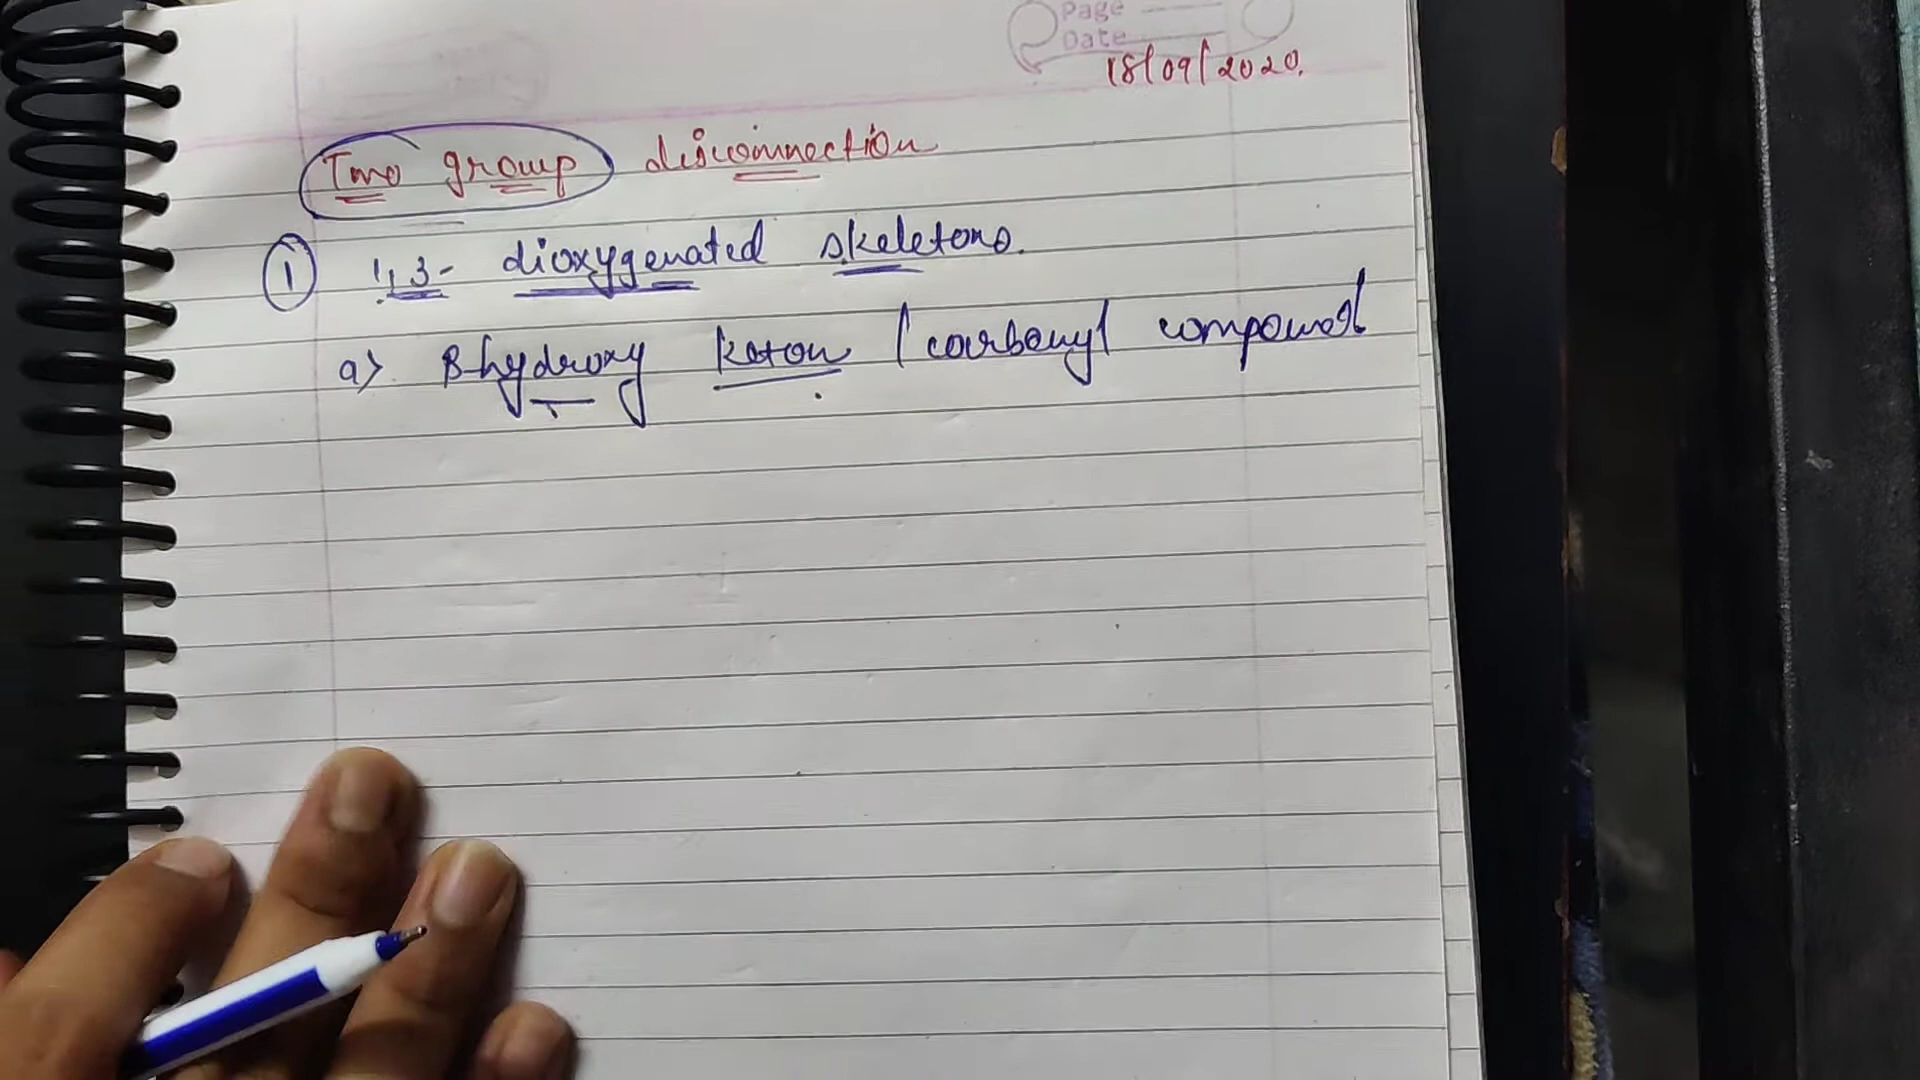 Page
Date
18/09/2020.
Two group disconnection
① 1,3- dioxygenated skeletons.
a> β-hydroxy keton / carbonyl compound